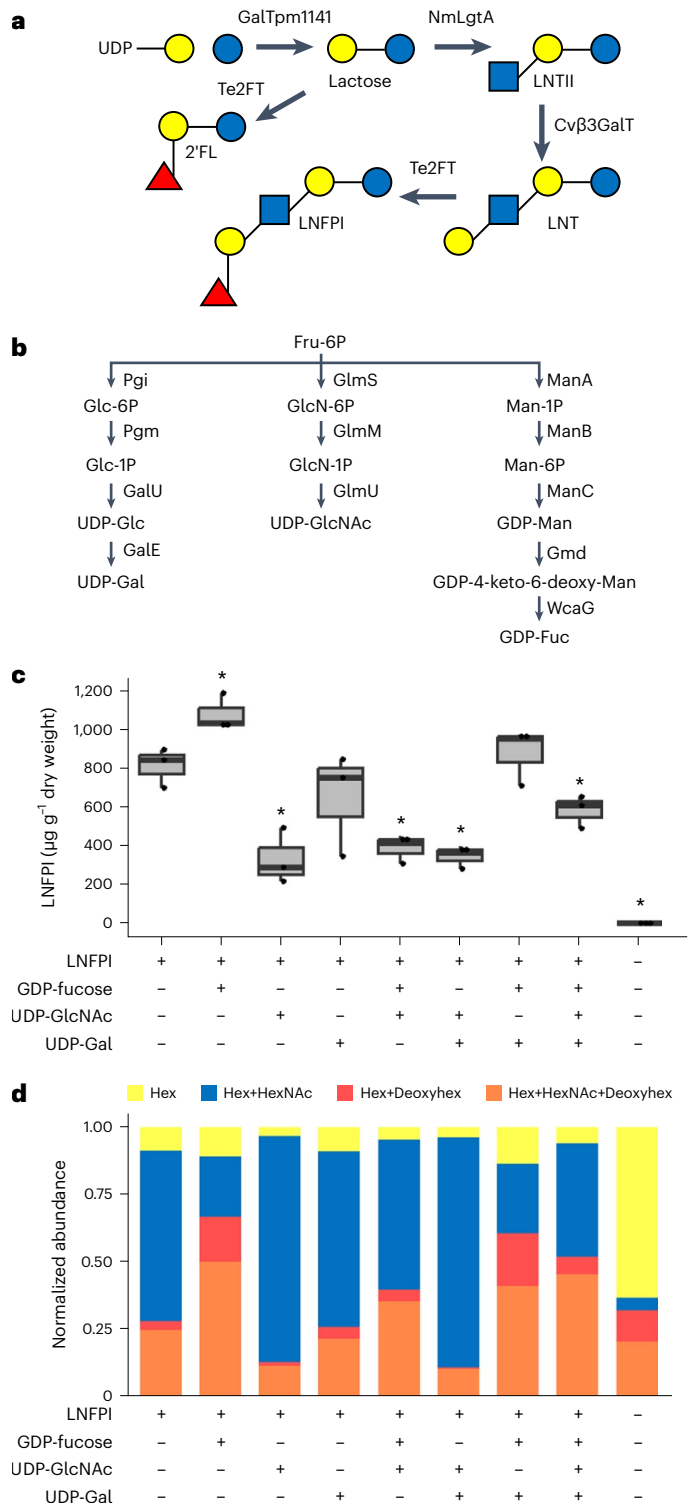 a
GalTpm1141
NmLgtA
UDP
Lactose
LNTII
Te2FT
Cvβ3GalT
2'FL
Te2FT
LNFPI
LNT
b
Fru-6P
Pgi GlmS ManA
Glc-6P GlcN-6P Man-1P
Pgm GlmM ManB
Glc-1P GlcN-1P Man-6P
GalU GlmU ManC
UDP-Glc UDP-GlcNAc GDP-Man
GalE Gmd
UDP-Gal GDP-4-keto-6-deoxy-Man
WcaG
GDP-Fuc
c
LNFPI (µg g⁻¹ dry weight)
1,200
1,000
800
600
400
200
0
* * * * * *
LNFPI + + + + + + + + –
GDP-fucose – + – – + – + + –
UDP-GlcNAc – – + – + + – + –
UDP-Gal – – – + – + + + –
d
Hex Hex+HexNAc Hex+Deoxyhex Hex+HexNAc+Deoxyhex
Normalized abundance
1.00
0.75
0.50
0.25
0
LNFPI + + + + + + + + –
GDP-fucose – + – – + – + + –
UDP-GlcNAc – – + – + + – + –
UDP-Gal – – – + – + + + –